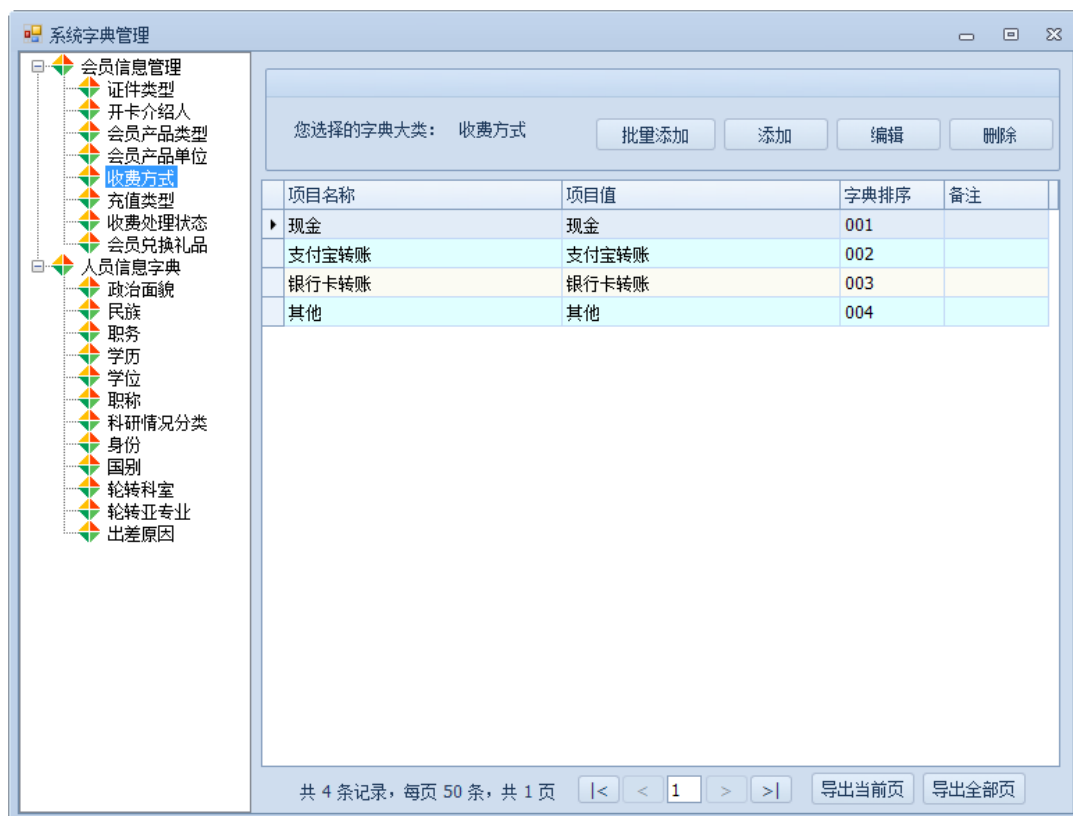 系统字典管理
会员信息管理
证件类型
开卡介绍人
会员产品类型
会员产品单位
收费方式
充值类型
收费处理状态
会员兑换礼品
人员信息字典
政治面貌
民族
职务
学历
学位
职称
科研情况分类
身份
国别
轮转科室
轮转亚专业
出差原因
您选择的字典大类: 收费方式 批量添加 添加 编辑 删除
项目名称 项目值 字典排序 备注
现金 现金 001
支付宝转账 支付宝转账 002
银行卡转账 银行卡转账 003
其他 其他 004
共 4 条记录，每页 50 条，共 1 页 |< < 1 > >| 导出当前页 导出全部页